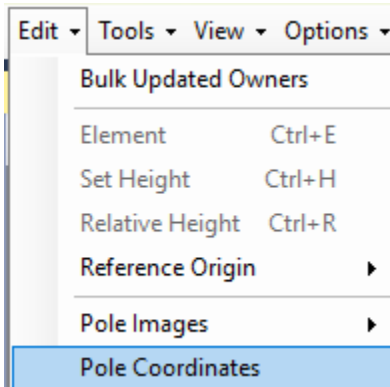 Edit Tools View Options
Bulk Updated Owners
Element Ctrl+E
Set Height Ctrl+H
Relative Height Ctrl+R
Reference Origin
Pole Images
Pole Coordinates